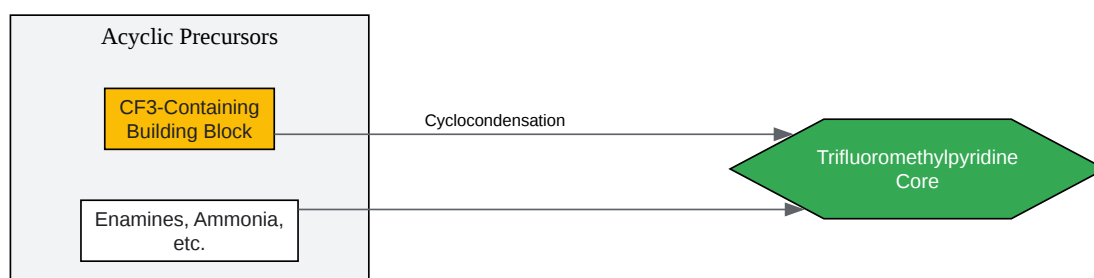 Acyclic Precursors
CF3-Containing
Building Block
Cyclocondensation
Trifluoromethylpyridine
Core
Enamines, Ammonia,
etc.